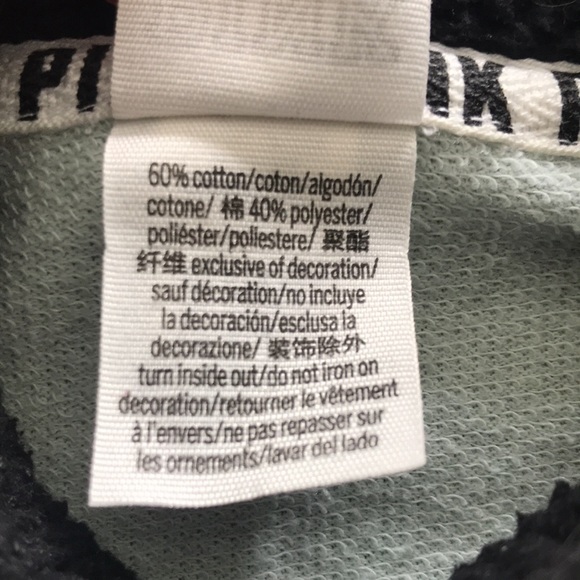 PI NK P
60% cotton/coton/algodón/
cotone/ 棉 40% polyester/
poliéster/poliestere/ 聚酯
纤维 exclusive of decoration/
sauf décoration/no incluye
la decoración/esclusa la
decorazione/ 装饰除外
turn inside out/do not iron on
decoration/retourner le vêtement
à l'envers/ne pas repasser sur
les ornements/lavar del lado